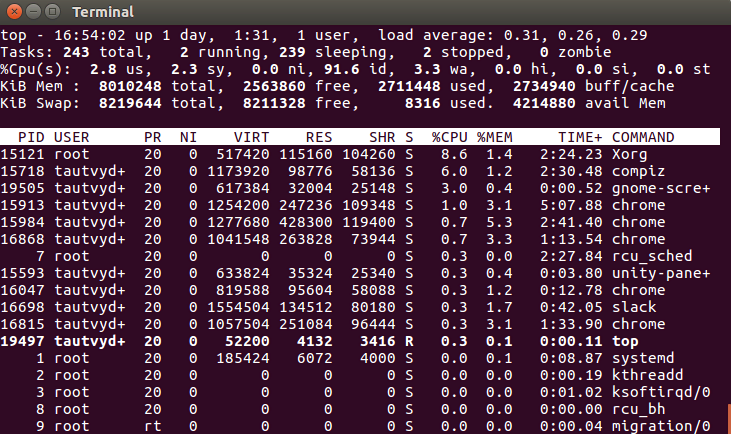 Terminal
top - 16:54:02 up 1 day,  1:31,  1 user,  load average: 0.31, 0.26, 0.29
Tasks: 243 total,   2 running, 239 sleeping,   2 stopped,   0 zombie
%Cpu(s):  2.8 us,  2.3 sy,  0.0 ni, 91.6 id,  3.3 wa,  0.0 hi,  0.0 si,  0.0 st
KiB Mem :  8010248 total,  2563860 free,  2711448 used,  2734940 buff/cache
KiB Swap:  8219644 total,  8211328 free,     8316 used.  4214880 avail Mem
  PID USER      PR  NI    VIRT    RES    SHR S  %CPU %MEM     TIME+ COMMAND
15121 root      20   0  517420 115160 104260 S   8.6  1.4   2:24.23 Xorg
15718 tautvyd+  20   0 1173920  98776  58136 S   6.0  1.2   2:30.48 compiz
19505 tautvyd+  20   0  617384  32004  25148 S   3.0  0.4   0:00.52 gnome-scre+
15913 tautvyd+  20   0 1254200 247236 109348 S   1.0  3.1   5:07.88 chrome
15984 tautvyd+  20   0 1277680 428300 119400 S   0.7  5.3   2:41.40 chrome
16868 tautvyd+  20   0 1041548 263828  73944 S   0.7  3.3   1:13.54 chrome
    7 root      20   0       0      0      0 S   0.3  0.0   2:27.84 rcu_sched
15593 tautvyd+  20   0  633824  35324  25340 S   0.3  0.4   0:03.80 unity-pane+
16047 tautvyd+  20   0  819588  95604  58088 S   0.3  1.2   0:12.78 chrome
16698 tautvyd+  20   0 1554504 134512  80180 S   0.3  1.7   0:42.05 slack
16815 tautvyd+  20   0 1057504 251084  96444 S   0.3  3.1   1:33.90 chrome
19497 tautvyd+  20   0   52200   4132   3416 R   0.3  0.1   0:00.11 top
    1 root      20   0  185424   6072   4000 S   0.0  0.1   0:08.87 systemd
    2 root      20   0       0      0      0 S   0.0  0.0   0:00.19 kthreadd
    3 root      20   0       0      0      0 S   0.0  0.0   0:01.02 ksoftirqd/0
    8 root      20   0       0      0      0 S   0.0  0.0   0:00.00 rcu_bh
    9 root      rt   0       0      0      0 S   0.0  0.0   0:00.04 migration/0